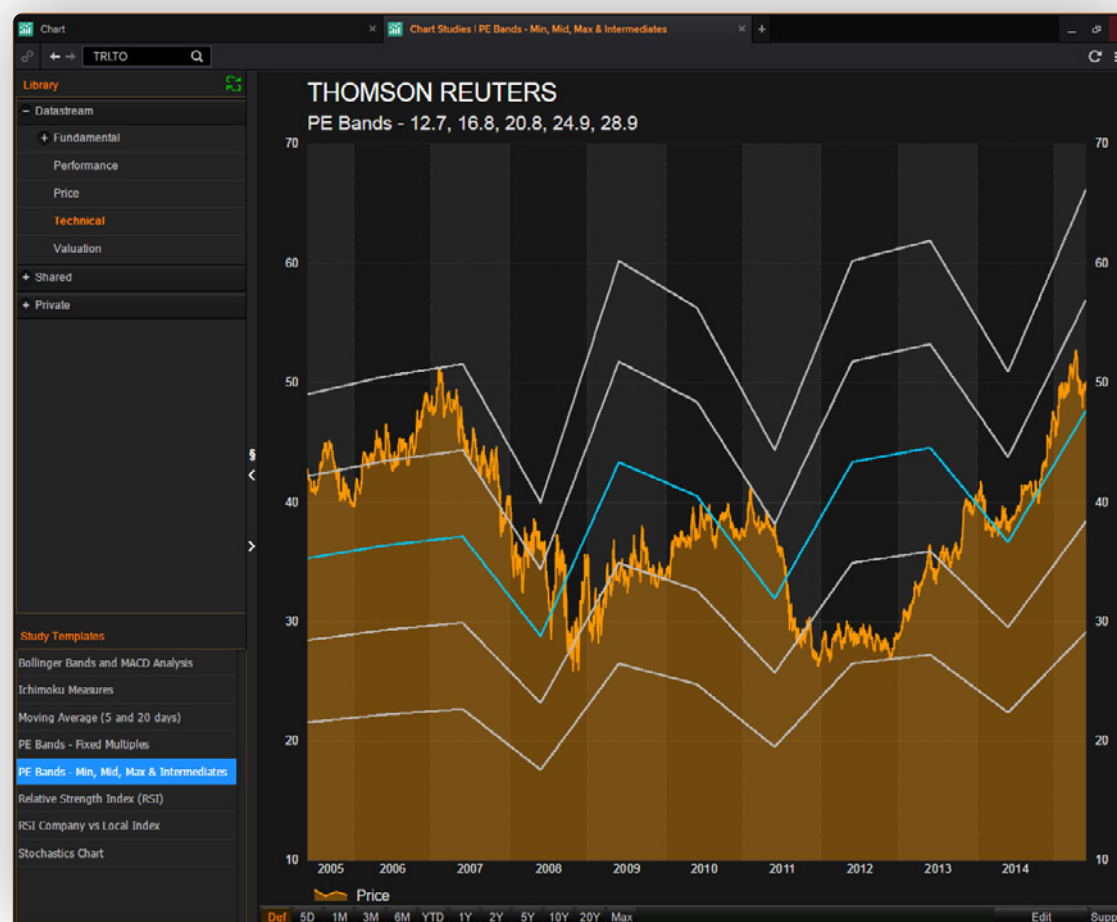 Chart
Chart Studies | PE Bands - Min, Mid, Max & Intermediates
TRI.TO
Library
Datastream
Fundamental
Performance
Price
Technical
Valuation
Shared
Private
THOMSON REUTERS
PE Bands - 12.7, 16.8, 20.8, 24.9, 28.9
70 70
60 60
50 50
40 40
30 30
20 20
10 10
2005 2006 2007 2008 2009 2010 2011 2012 2013 2014
Price
Study Templates
Bollinger Bands and MACD Analysis
Ichimoku Measures
Moving Average (5 and 20 days)
PE Bands - Fixed Multiples
PE Bands - Min, Mid, Max & Intermediates
Relative Strength Index (RSI)
RSI Company vs Local Index
Stochastics Chart
Def 5D 1M 3M 6M YTD 1Y 2Y 5Y 10Y 20Y Max Edit Supp